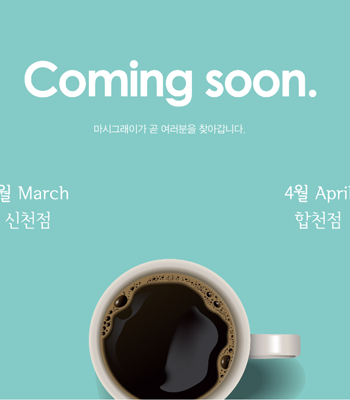 Coming soon.
마시그래이가 곧 여러분을 찾아갑니다.
월 March
4월 April
신천점
합천점